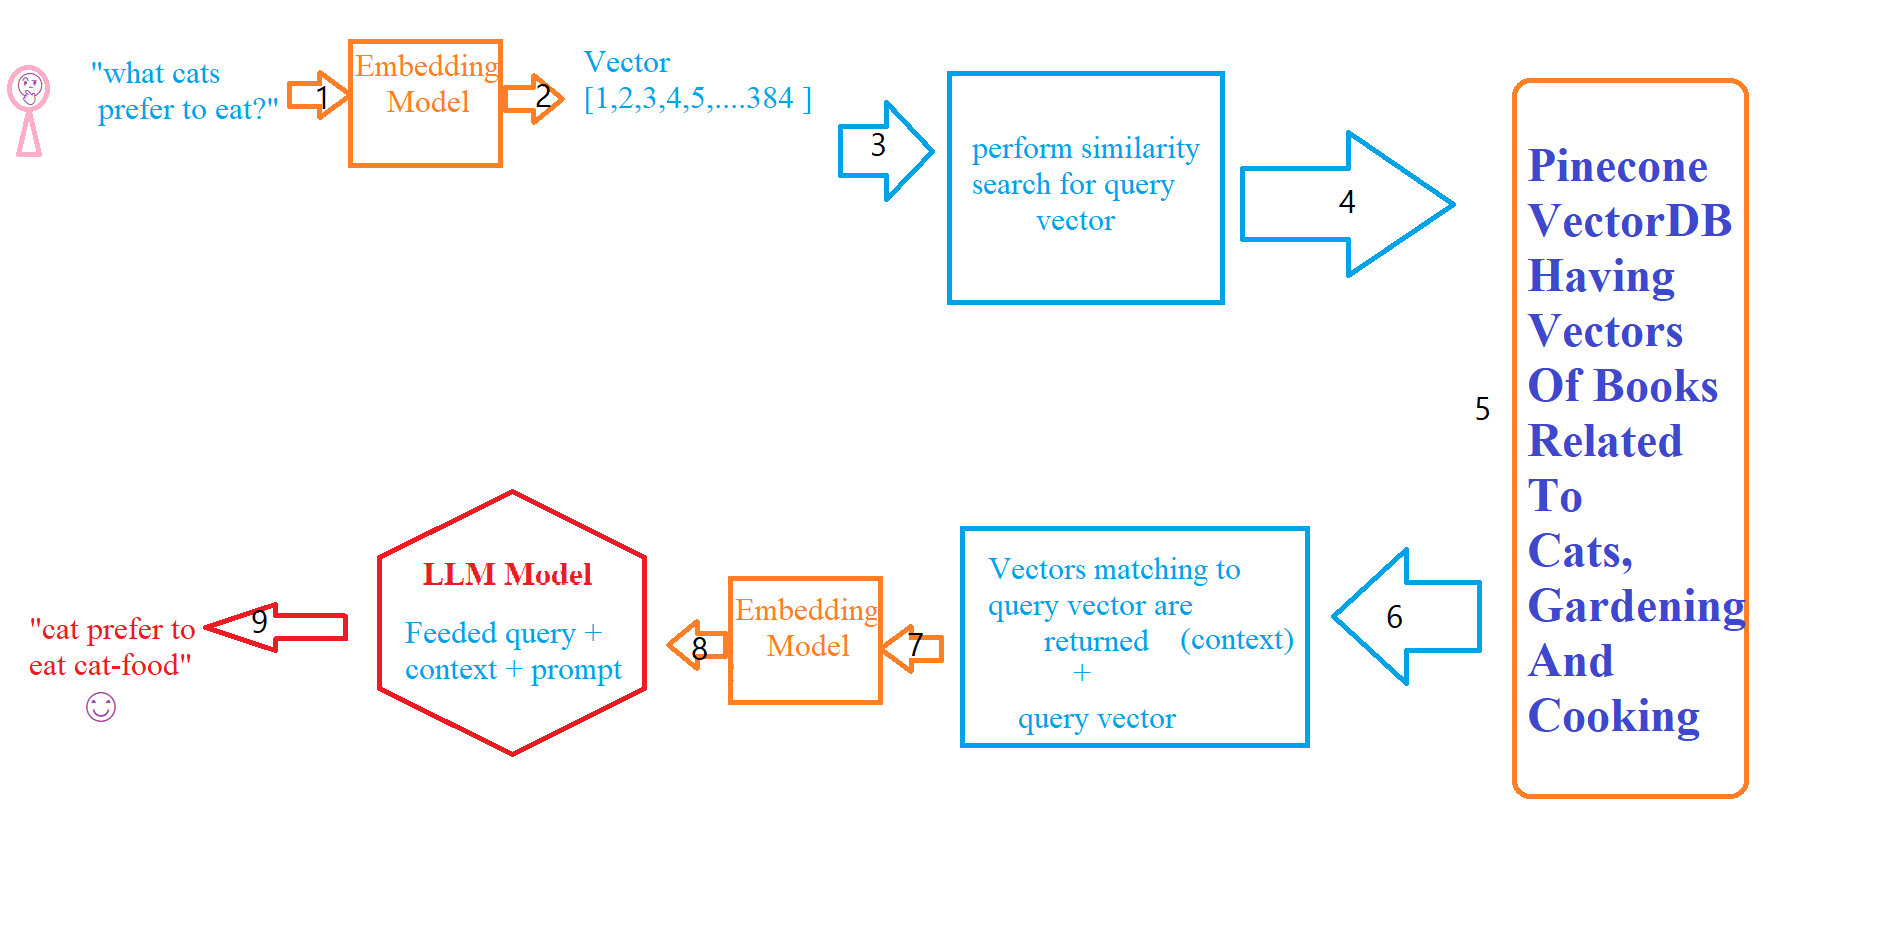 "what cats
prefer to eat?"
1
Embedding
Model
2
Vector
[1,2,3,4,5,....384 ]
3
perform similarity
search for query
vector
4
Pinecone
VectorDB
Having
Vectors
Of Books
Related
To
Cats,
Gardening
And
Cooking
5
6
Vectors matching to
query vector are
returned (context)
+
query vector
7
Embedding
Model
8
LLM Model
Feeded query +
context + prompt
9
"cat prefer to
eat cat-food"